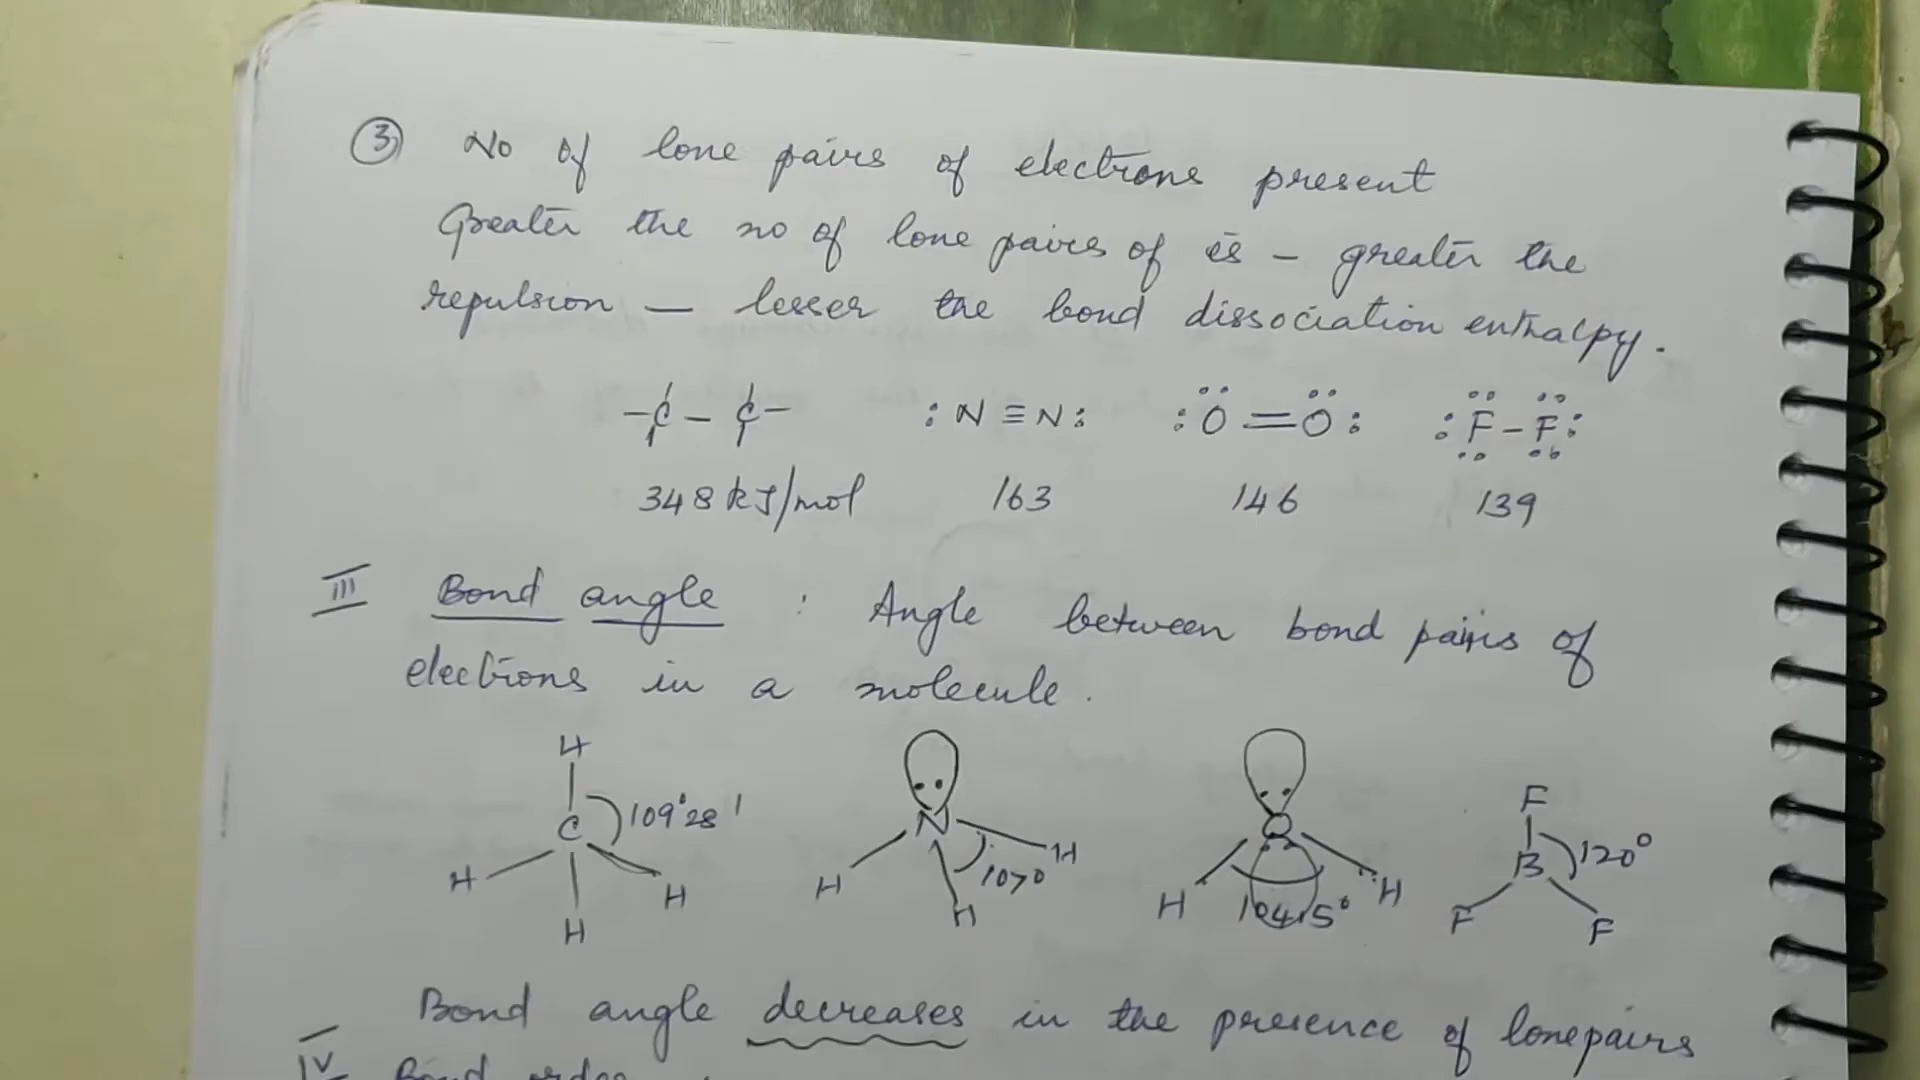 ③ No of lone pairs of electrons present
Greater the no of lone pairs of ēs – greater the
repulsion — lesser the bond dissociation enthalpy.
–C – C– :N≡N: :Ö=Ö: :F–F:
348 kJ/mol 163 146 139
III Bond angle : Angle between bond pairs of
electrons in a molecule.
H F
C 109°28' N O B 120°
H H H 107° H H 104.5° H F F
H H
Bond angle decreases in the presence of lonepairs
IV Bond order